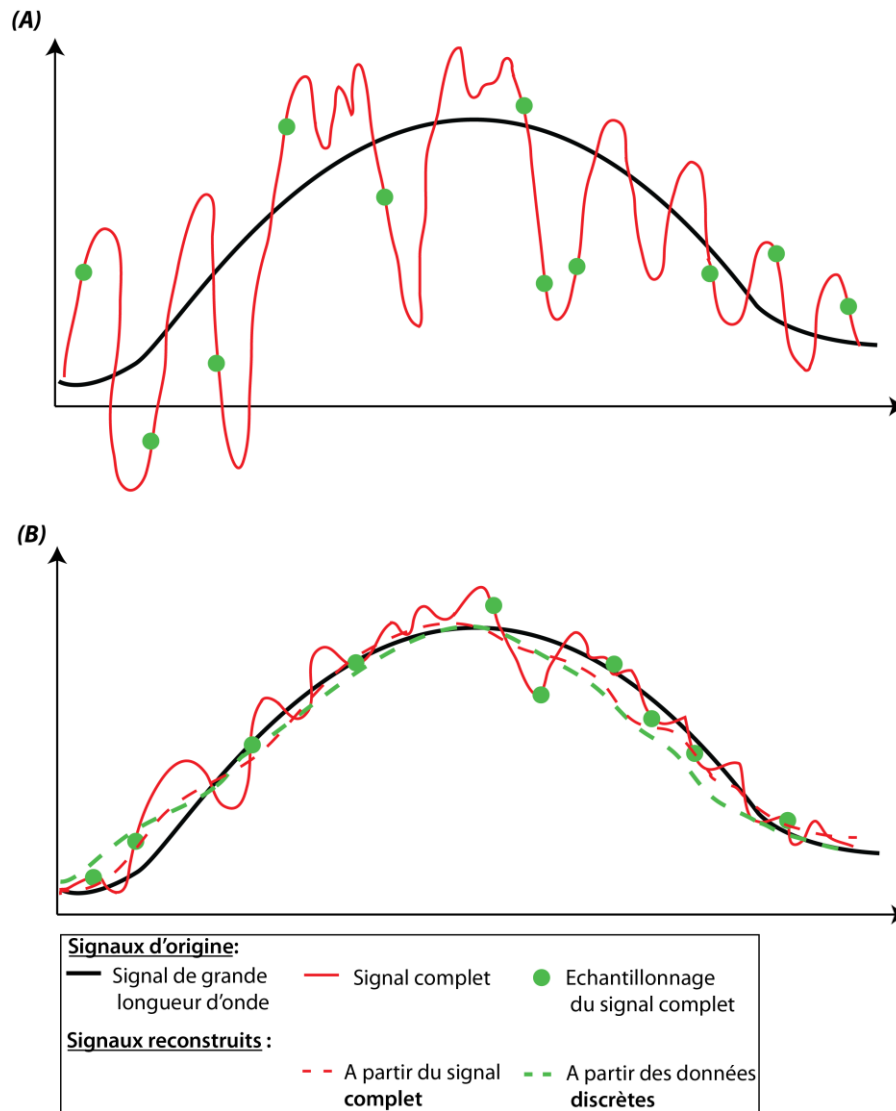 (A)
(B)
Signaux d'origine:
Signal de grande
longueur d'onde
Signal complet
Echantillonnage
du signal complet
Signaux reconstruits :
A partir du signal
complet
A partir des données
discrètes